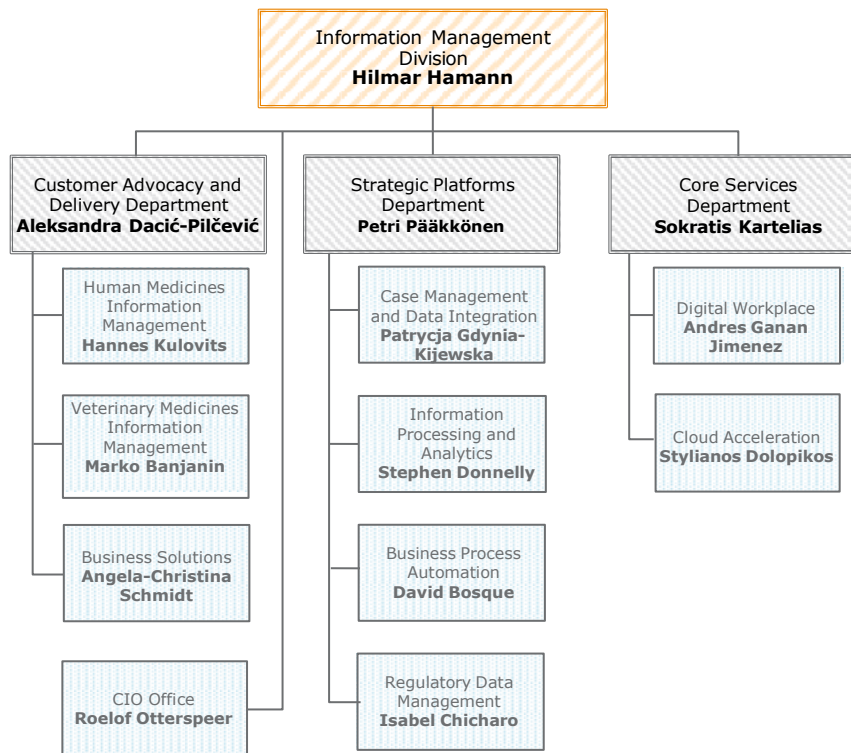 Information Management
Division
Hilmar Hamann
Customer Advocacy and
Delivery Department
Aleksandra Dacić-Pilčević
Strategic Platforms
Department
Petri Pääkkönen
Core Services
Department
Sokratis Kartelias
Human Medicines
Information
Management
Hannes Kulovits
Case Management
and Data Integration
Patrycja Gdynia-
Kijewska
Digital Workplace
Andres Ganan
Jimenez
Veterinary Medicines
Information
Management
Marko Banjanin
Information
Processing and
Analytics
Stephen Donnelly
Cloud Acceleration
Stylianos Dolopikos
Business Solutions
Angela-Christina
Schmidt
Business Process
Automation
David Bosque
CIO Office
Roelof Otterspeer
Regulatory Data
Management
Isabel Chicharo